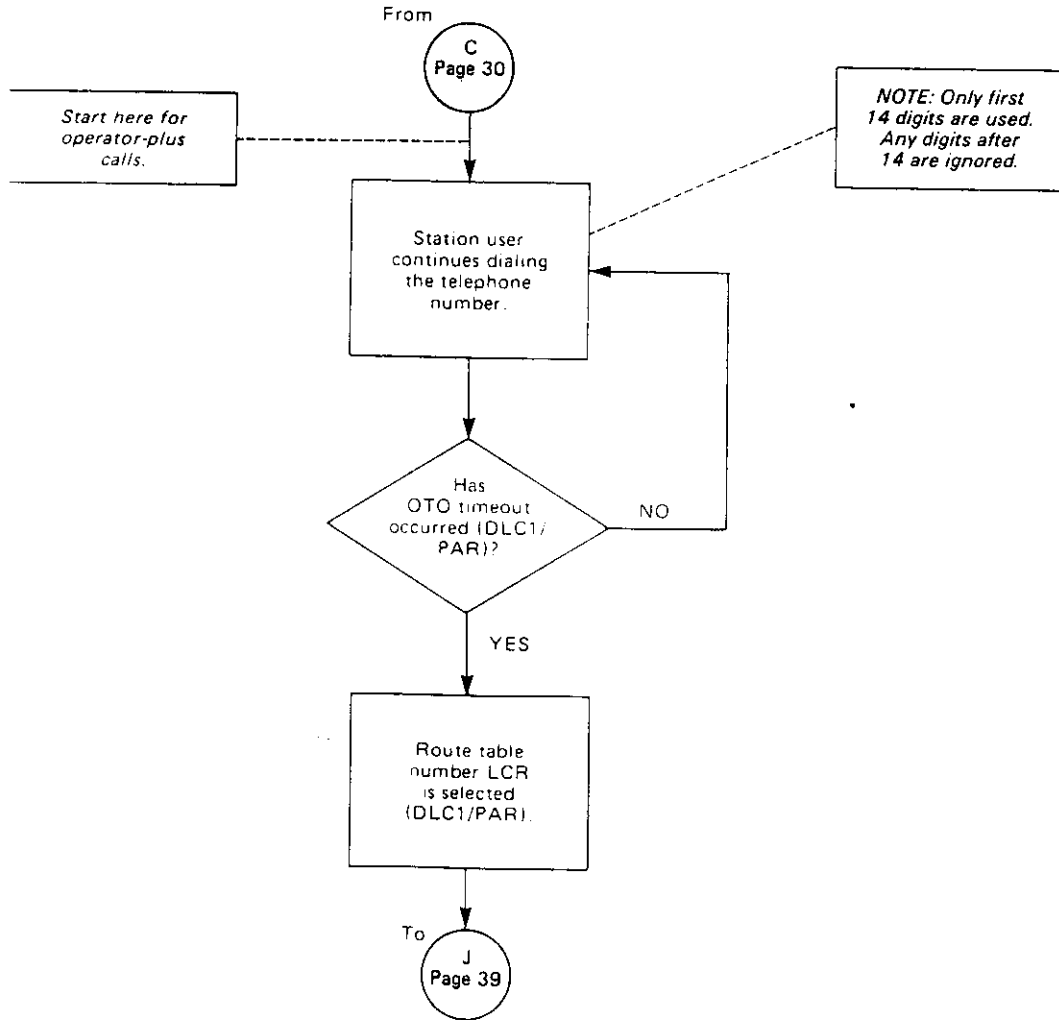 From
C
Page 30
Start here for
operator-plus
calls.
NOTE: Only first
14 digits are used.
Any digits after
14 are ignored.
Station user
continues dialing
the telephone
number.
Has
OTO timeout
occurred (DLC1/
PAR)?
NO
YES
Route table
number LCR
is selected
(DLC1/PAR).
To
J
Page 39